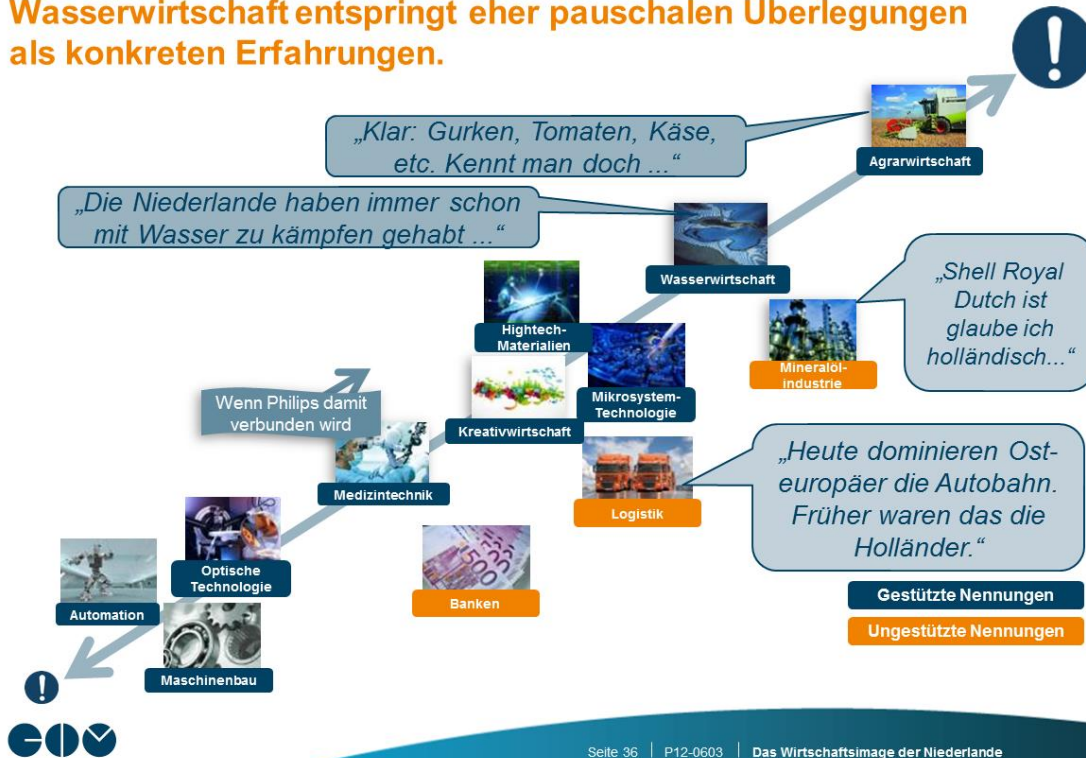 Wasserwirtschaft entspringt eher pauschalen Überlegungen
als konkreten Erfahrungen.
„Klar: Gurken, Tomaten, Käse,
etc. Kennt man doch ...“
Agrarwirtschaft
„Die Niederlande haben immer schon
mit Wasser zu kämpfen gehabt ...“
Wasserwirtschaft
„Shell Royal
Dutch ist
glaube ich
holländisch...“
Hightech-
Materialien
Mineralöl-
industrie
Mikrosystem-
Technologie
Wenn Philips damit
verbunden wird
Kreativwirtschaft
Medizintechnik
„Heute dominieren Ost-
europäer die Autobahn.
Früher waren das die
Holländer.“
Logistik
Optische
Technologie
Banken
Automation
Maschinenbau
Gestützte Nennungen
Ungestützte Nennungen
Seite 36 | P12-0603 | Das Wirtschaftsimage der Niederlande